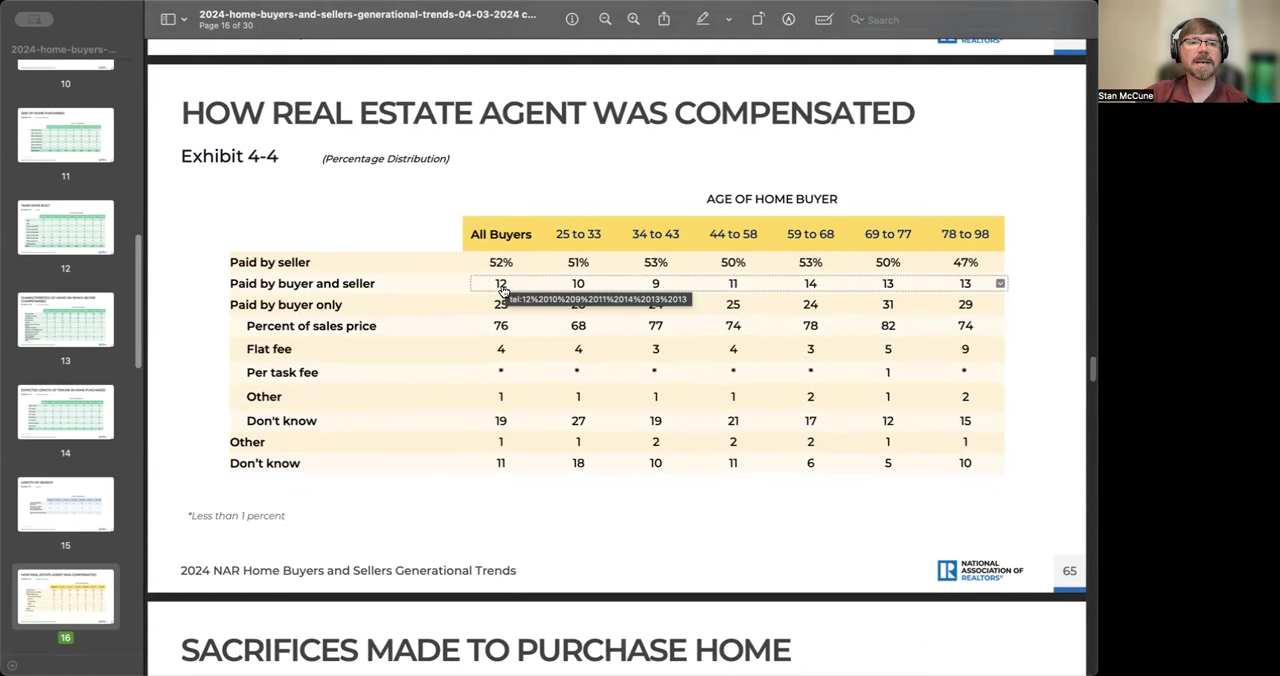 2024-home-buyers-and-sellers-generational-trends-04-03-2024 c...
Page 16 of 30
Search
2024-home-buyers-...
10
11
12
13
14
15
16
REALTORS®
Stan McCune
HOW REAL ESTATE AGENT WAS COMPENSATED
Exhibit 4-4 (Percentage Distribution)
AGE OF HOME BUYER
All Buyers 25 to 33 34 to 43 44 to 58 59 to 68 69 to 77 78 to 98
Paid by seller 52% 51% 53% 50% 53% 50% 47%
Paid by buyer and seller 12 10 9 11 14 13 13
tel:12%2010%209%2011%2014%2013%2013
Paid by buyer only 25 24 25 24 31 29
Percent of sales price 76 68 77 74 78 82 74
Flat fee 4 4 3 4 3 5 9
Per task fee * * * * * 1 *
Other 1 1 1 1 2 1 2
Don't know 19 27 19 21 17 12 15
Other 1 1 2 2 2 1 1
Don't know 11 18 10 11 6 5 10
*Less than 1 percent
2024 NAR Home Buyers and Sellers Generational Trends
NATIONAL
ASSOCIATION OF
REALTORS®
65
SACRIFICES MADE TO PURCHASE HOME